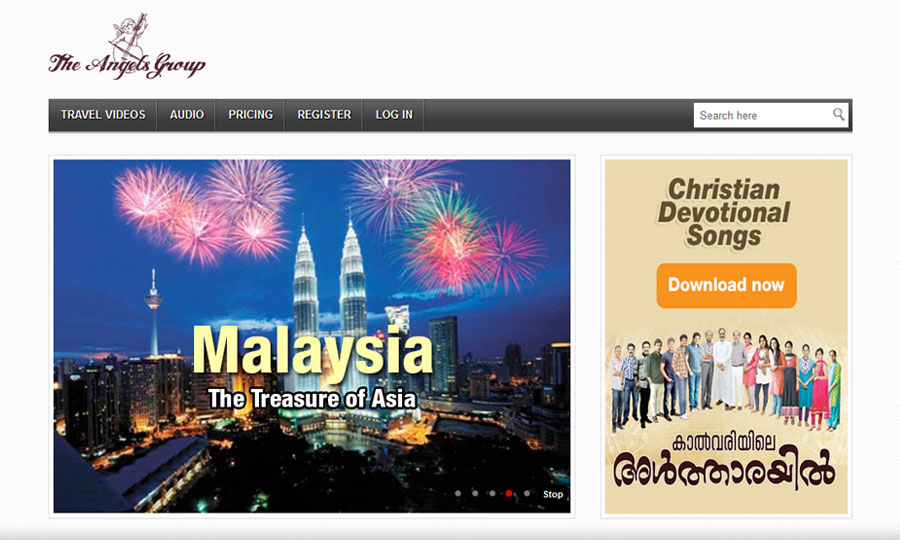 The Angels Group
TRAVEL VIDEOS AUDIO PRICING REGISTER LOG IN
Search here
Malaysia
The Treasure of Asia
Stop
Christian
Devotional
Songs
Download now
കാൽവരിയിലെ
അൾത്താരയിൽ